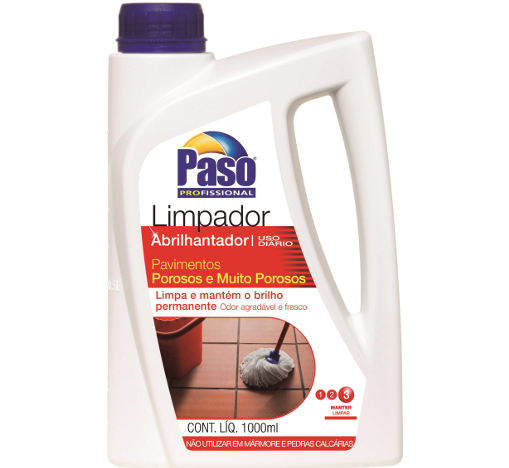 Paso
PROFISSIONAL
Limpador
Abrilhantador | USO DIÁRIO
Pavimentos
Porosos e Muito Porosos
Limpa e mantém o brilho
permanente Odor agradável e fresco
1 2 3
MANTER
LIMPAR
CONT. LÍQ. 1000ml
NÃO UTILIZAR EM MÁRMORE E PEDRAS CALCÁRIAS